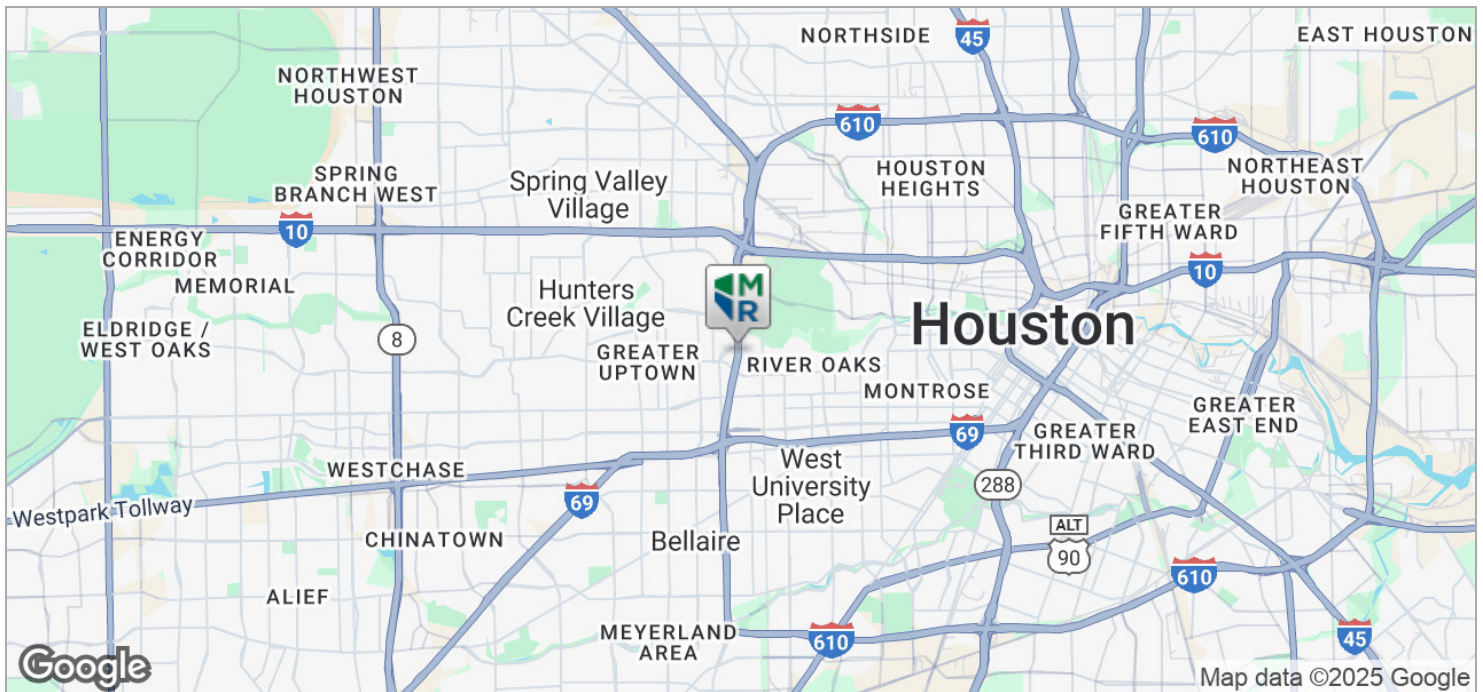 NORTHSIDE
45
EAST HOUSTON
NORTHWEST
HOUSTON
610
610
SPRING
BRANCH WEST
Spring Valley
Village
HOUSTON
HEIGHTS
NORTHEAST
HOUSTON
10
ENERGY
CORRIDOR
GREATER
FIFTH WARD
10
MEMORIAL
Hunters
Creek Village
M
R
Houston
ELDRIDGE /
WEST OAKS
8
GREATER
UPTOWN
RIVER OAKS
MONTROSE
GREATER
EAST END
69
GREATER
THIRD WARD
WESTCHASE
West
University
Place
288
Westpark Tollway
69
CHINATOWN
Bellaire
ALT
90
610
ALIEF
MEYERLAND
AREA
610
45
Google
Map data ©2025 Google